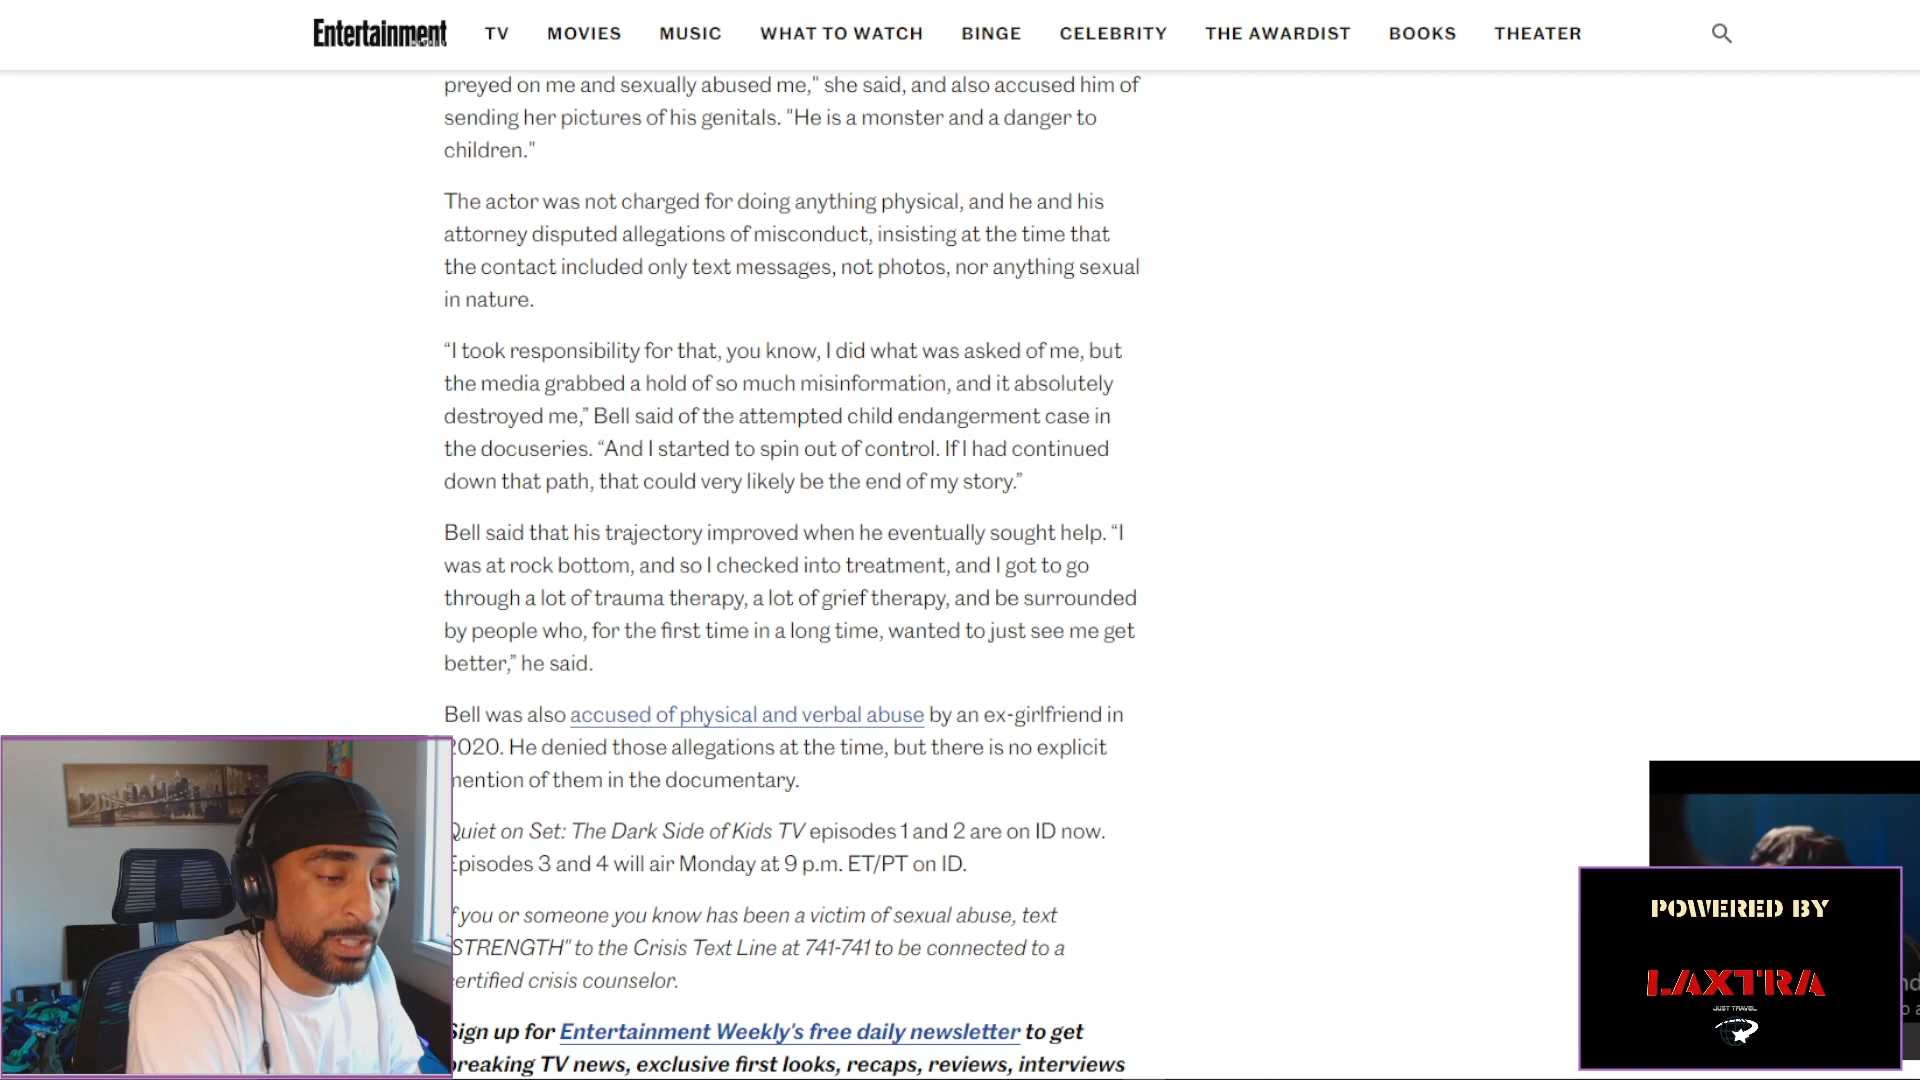 Entertainment
TV
MOVIES
MUSIC
WHAT TO WATCH
BINGE
CELEBRITY
THE AWARDIST
BOOKS
THEATER
preyed on me and sexually abused me," she said, and also accused him of
sending her pictures of his genitals. "He is a monster and a danger to
children."
The actor was not charged for doing anything physical, and he and his
attorney disputed allegations of misconduct, insisting at the time that
the contact included only text messages, not photos, nor anything sexual
in nature.
“I took responsibility for that, you know, I did what was asked of me, but
the media grabbed a hold of so much misinformation, and it absolutely
destroyed me,” Bell said of the attempted child endangerment case in
the docuseries. “And I started to spin out of control. If I had continued
down that path, that could very likely be the end of my story.”
Bell said that his trajectory improved when he eventually sought help. “I
was at rock bottom, and so I checked into treatment, and I got to go
through a lot of trauma therapy, a lot of grief therapy, and be surrounded
by people who, for the first time in a long time, wanted to just see me get
better,” he said.
Bell was also accused of physical and verbal abuse by an ex-girlfriend in
2020. He denied those allegations at the time, but there is no explicit
mention of them in the documentary.
Quiet on Set: The Dark Side of Kids TV episodes 1 and 2 are on ID now.
Episodes 3 and 4 will air Monday at 9 p.m. ET/PT on ID.
If you or someone you know has been a victim of sexual abuse, text
"STRENGTH" to the Crisis Text Line at 741-741 to be connected to a
certified crisis counselor.
Sign up for Entertainment Weekly's free daily newsletter to get
breaking TV news, exclusive first looks, recaps, reviews, interviews
POWERED BY
LAXTRA
JUST TRAVEL